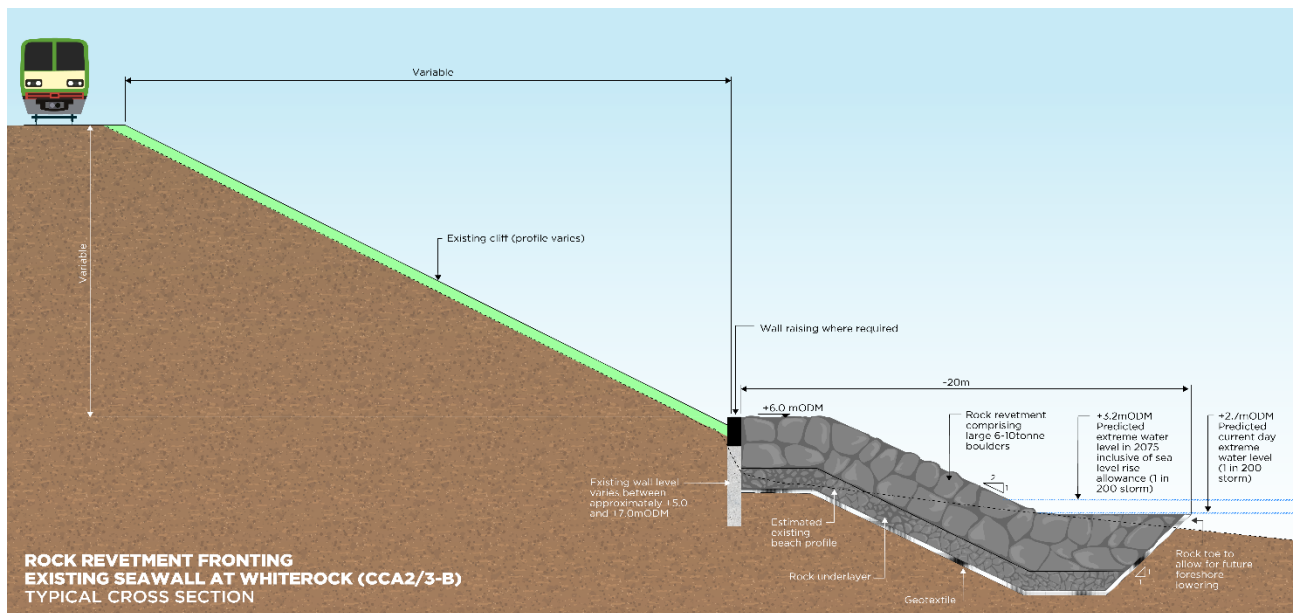 Variable
Variable
Existing cliff (profile varies)
Wall raising where required
~20m
+6.0 mODM
Rock revetment
comprising
large 6-10tonne
boulders
+3.2mODM
Predicted
extreme water
level in 2075
inclusive of sea
level rise
allowance (1 in
200 storm)
+2.7mODM
Predicted
current day
extreme
water level
(1 in 200
storm)
2
1
Existing wall level
varies between
approximately +5.0
and +7.0mODM
Estimated
existing
beach profile
Rock underlayer
Geotextile
1
1
Rock toe to
allow for future
foreshore
lowering
ROCK REVETMENT FRONTING
EXISTING SEAWALL AT WHITEROCK (CCA2/3-B)
TYPICAL CROSS SECTION